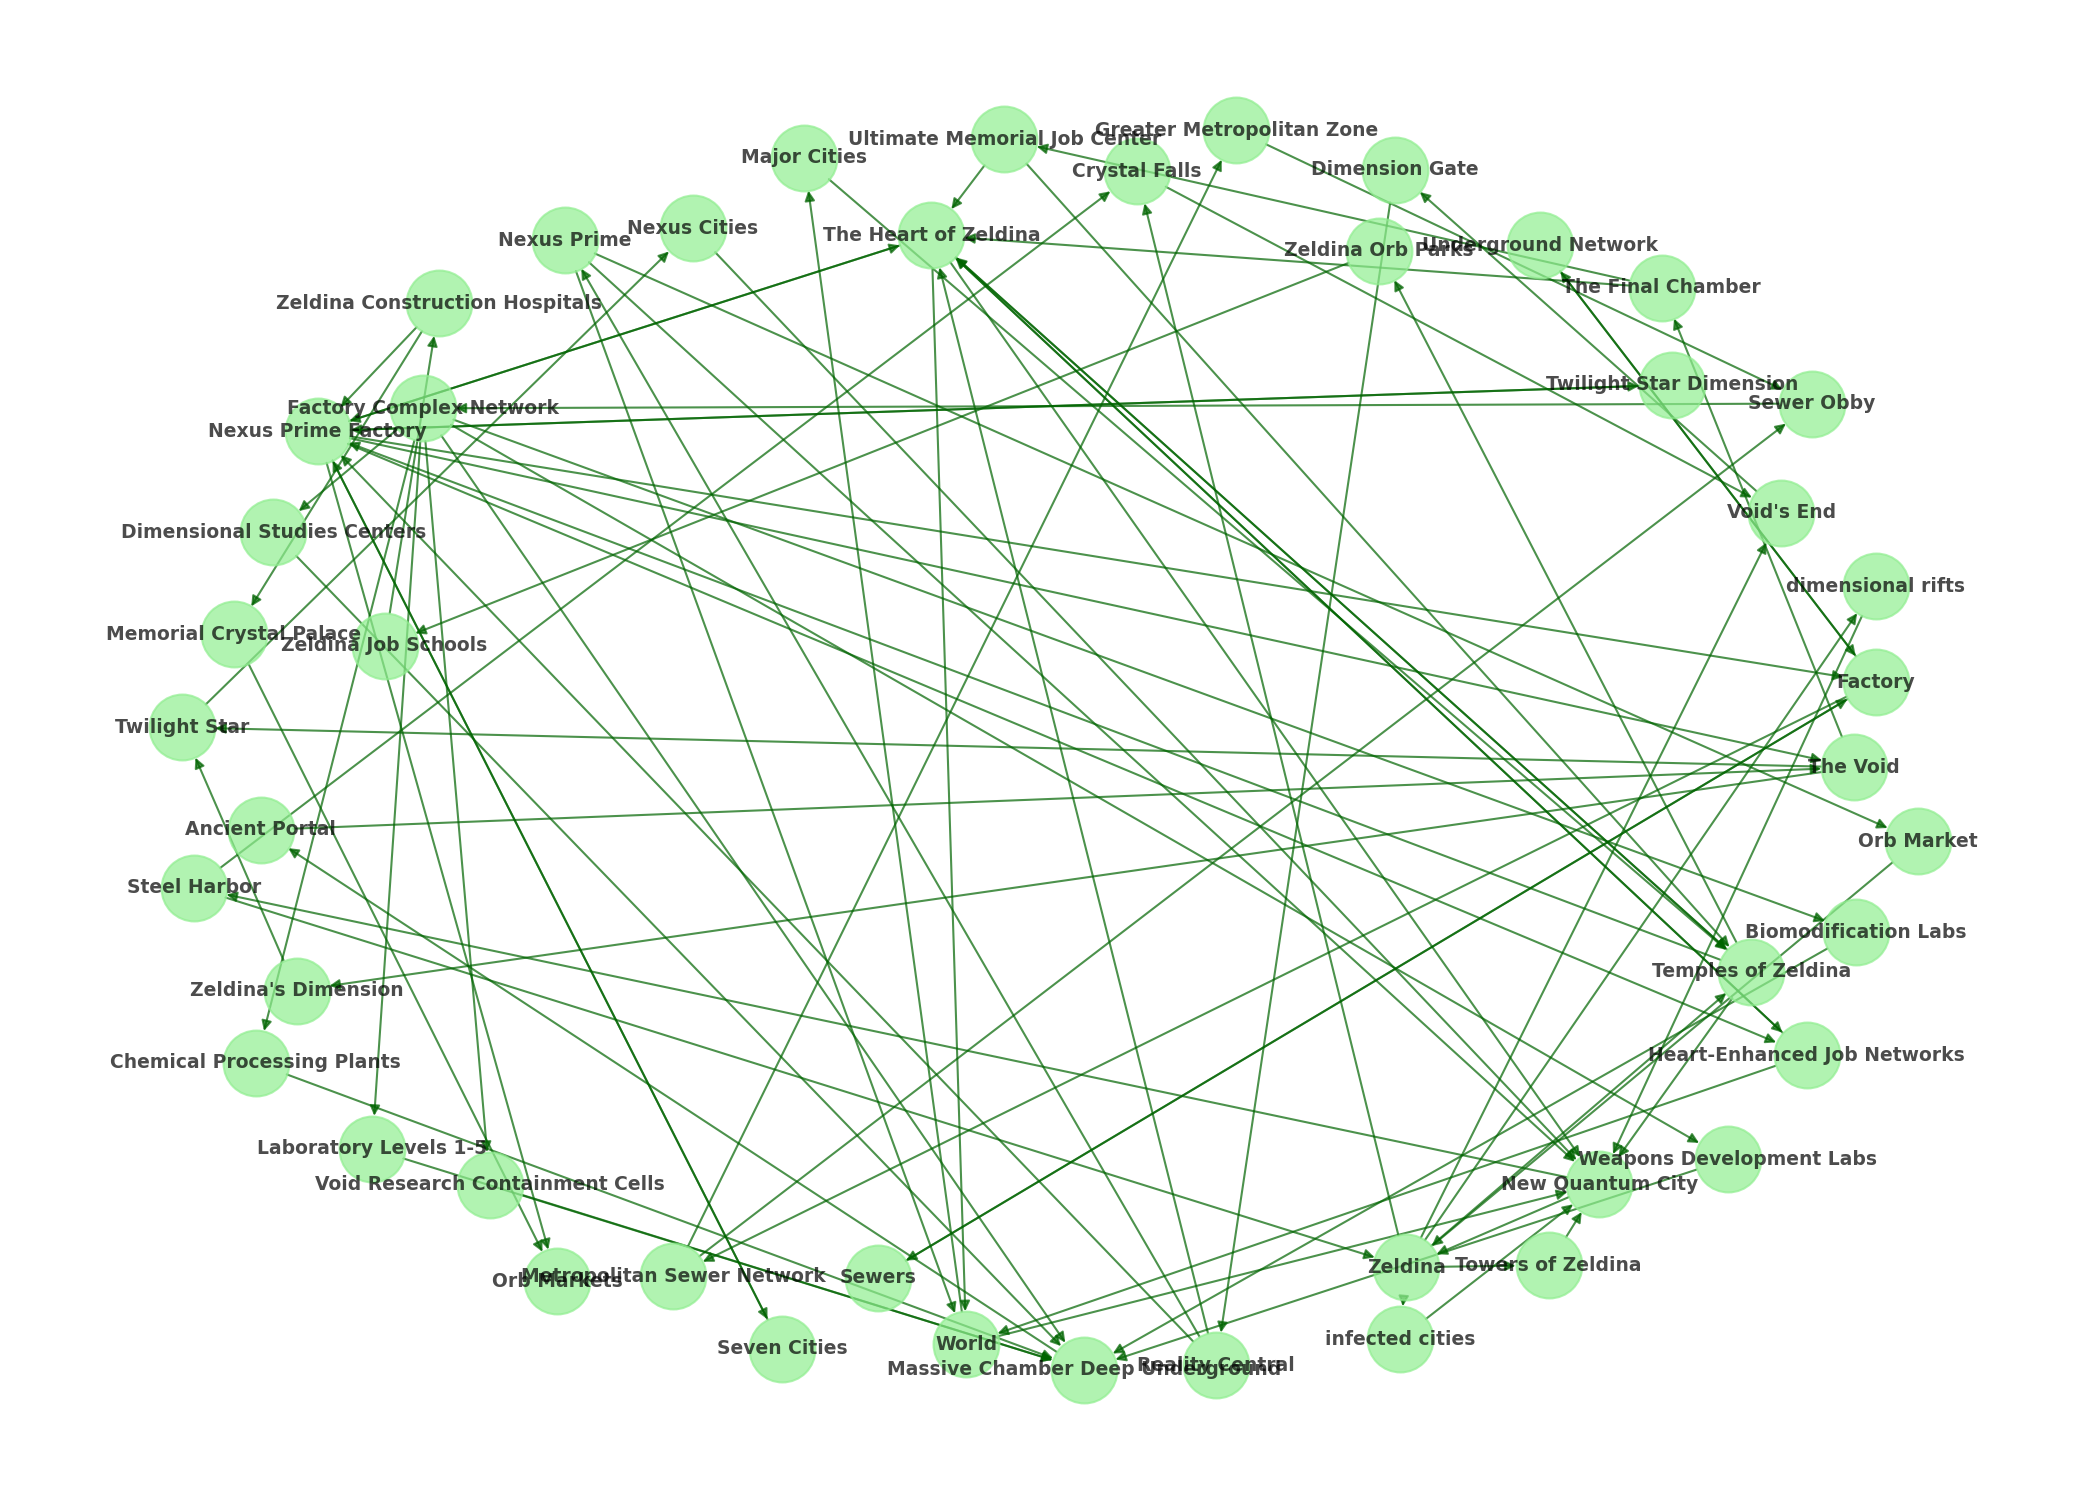 Greater Metropolitan Zone
Ultimate Memorial Job Center
Major Cities
Crystal Falls
Dimension Gate
Nexus Cities
The Heart of Zeldina
Nexus Prime
Zeldina Orb Parks
Underground Network
The Final Chamber
Zeldina Construction Hospitals
Twilight Star Dimension
Sewer Obby
Factory Complex Network
Nexus Prime Factory
Void's End
Dimensional Studies Centers
dimensional rifts
Memorial Crystal Palace
Zeldina Job Schools
Factory
Twilight Star
The Void
Ancient Portal
Orb Market
Steel Harbor
Biomodification Labs
Temples of Zeldina
Zeldina's Dimension
Heart-Enhanced Job Networks
Chemical Processing Plants
Laboratory Levels 1-5
Weapons Development Labs
Void Research Containment Cells
New Quantum City
Zeldina
Towers of Zeldina
Metropolitan Sewer Network
Sewers
Orb Markets
infected cities
World
Seven Cities
Reality Central
Massive Chamber Deep Underground